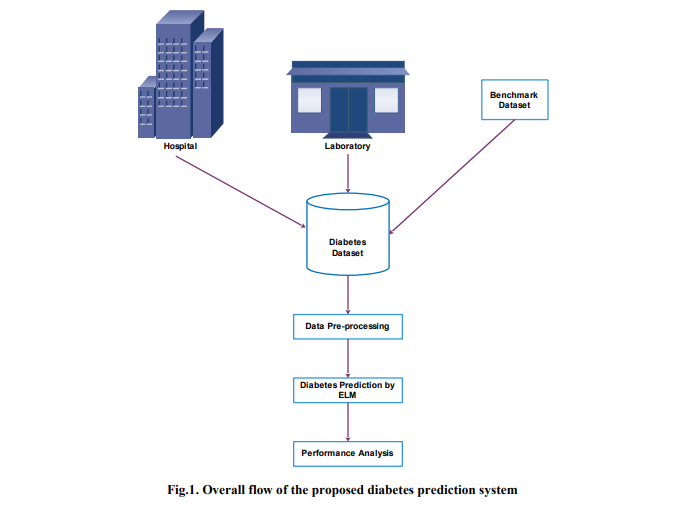 Hospital
Laboratory
Benchmark
Dataset
Diabetes
Dataset
Data Pre-processing
Diabetes Prediction by
ELM
Performance Analysis
Fig.1. Overall flow of the proposed diabetes prediction system